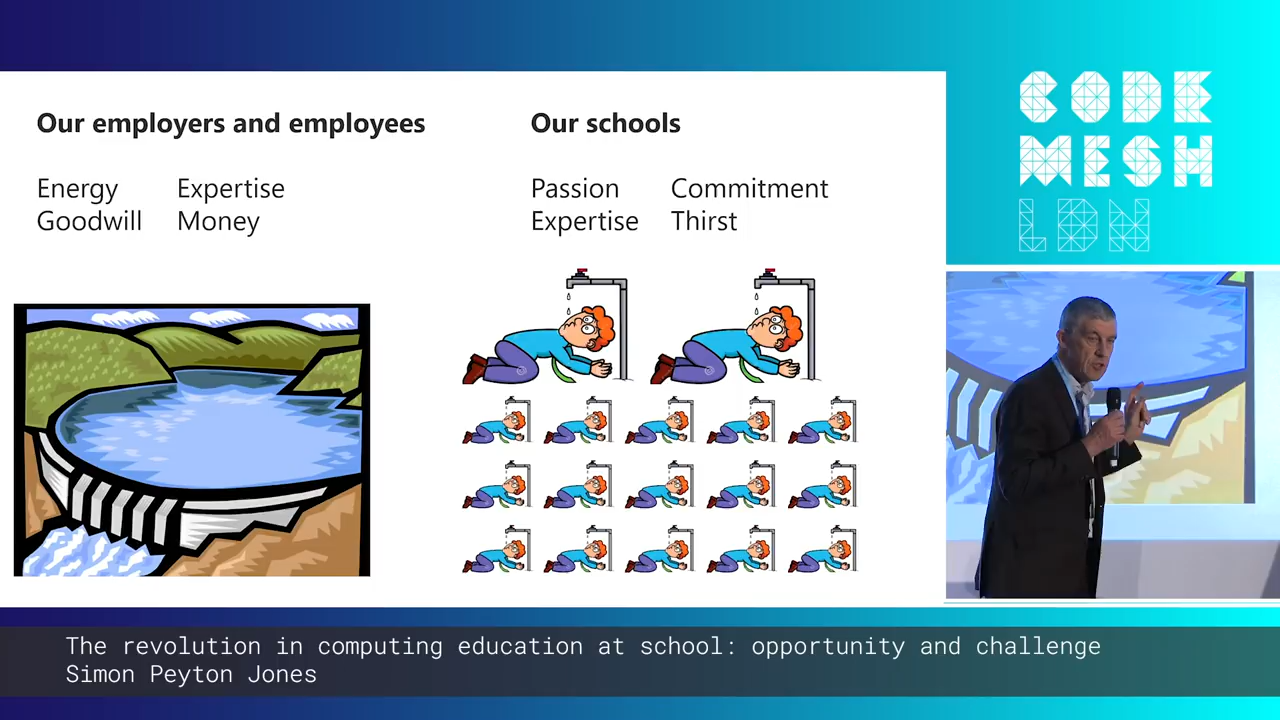 Our employers and employees
Energy Expertise
Goodwill Money
Our schools
Passion Commitment
Expertise Thirst
CODE
MESH
LDN
The revolution in computing education at school: opportunity and challenge
Simon Peyton Jones